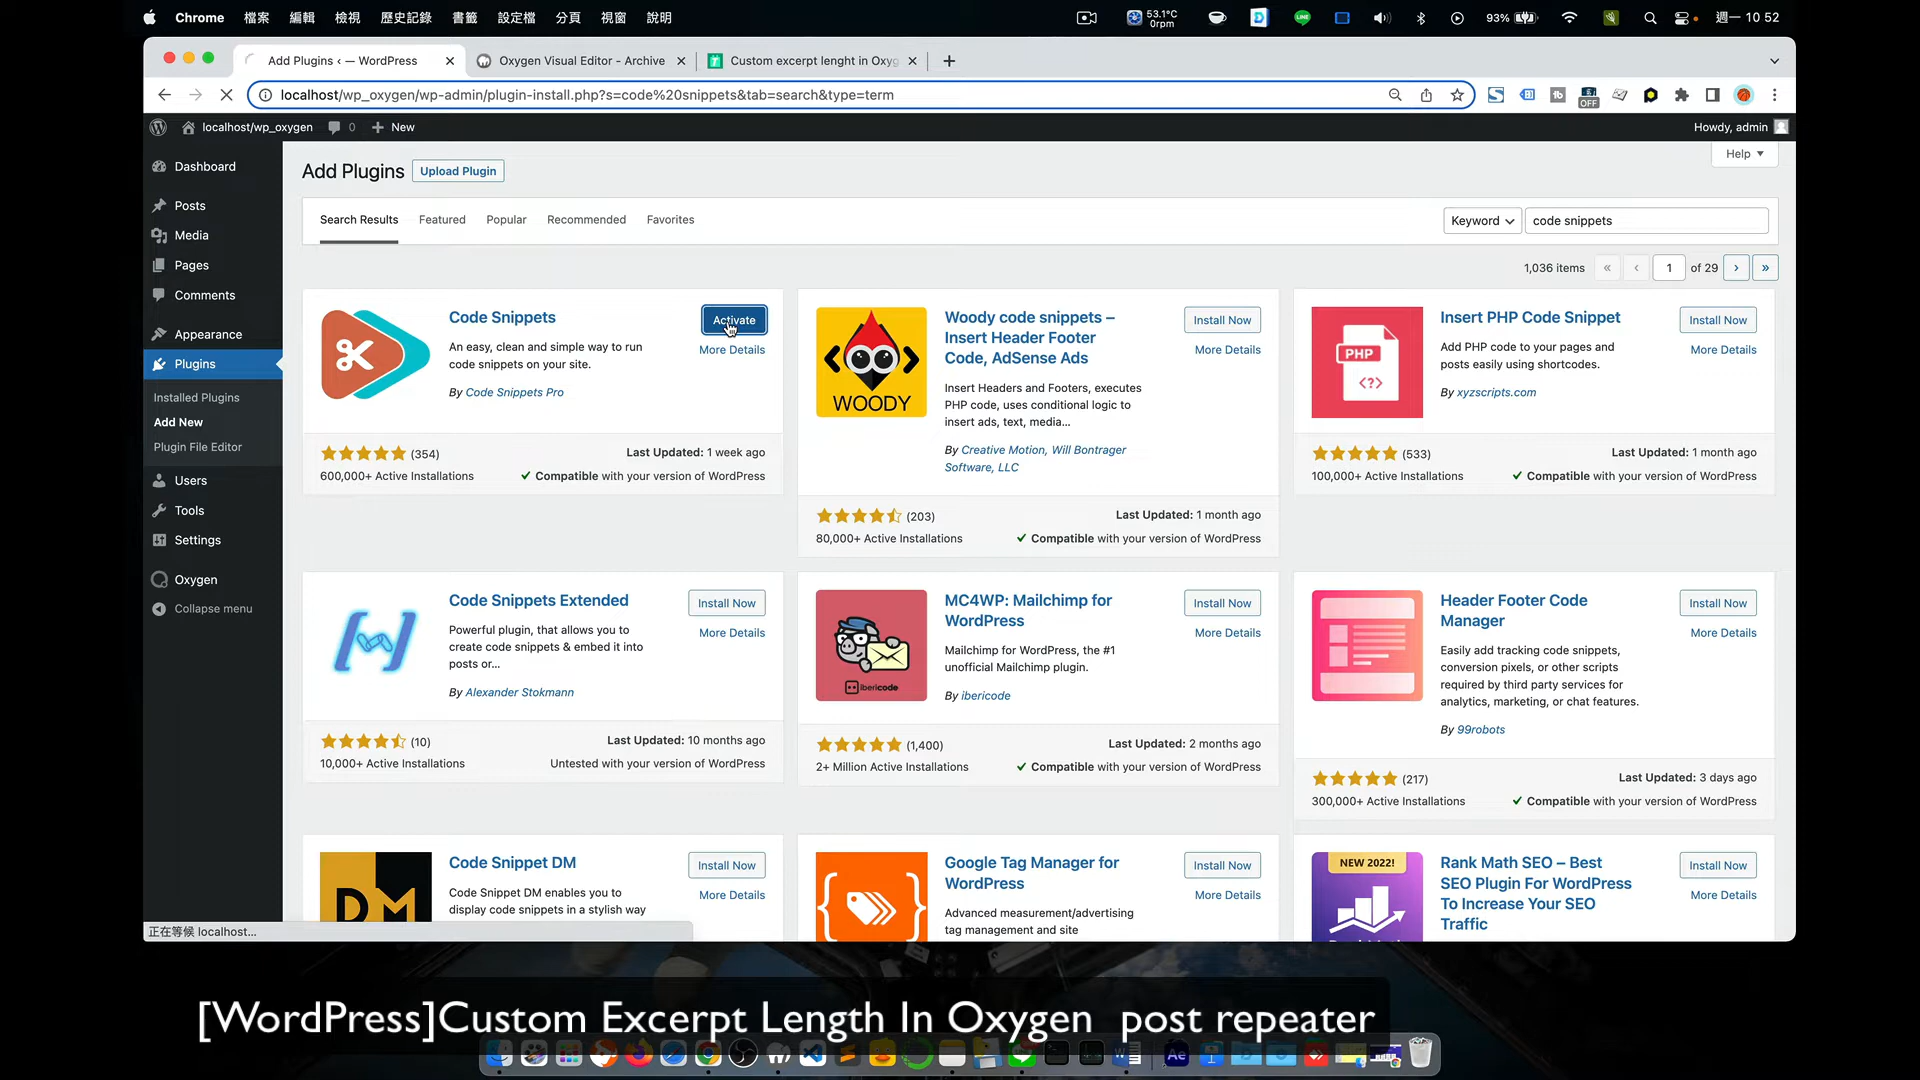 Chrome 檔案 編輯 檢視 歷史記錄 書籤 設定檔 分頁 視窗 說明 53.1°C 0rpm 93% 週一 10 52
Add Plugins ‹ — WordPress Oxygen Visual Editor - Archive Custom excerpt lenght in Oxyg
localhost/wp_oxygen/wp-admin/plugin-install.php?s=code%20snippets&tab=search&type=term OFF
localhost/wp_oxygen 0 New Howdy, admin
Dashboard
Posts
Media
Pages
Comments
Appearance
Plugins
Installed Plugins
Add New
Plugin File Editor
Users
Tools
Settings
Oxygen
Collapse menu
Help
Add Plugins Upload Plugin
Search Results Featured Popular Recommended Favorites Keyword code snippets
1,036 items « ‹ 1 of 29 › »
Code Snippets
Activate
More Details
An easy, clean and simple way to run
code snippets on your site.
By Code Snippets Pro
(354)
Last Updated: 1 week ago
600,000+ Active Installations
Compatible with your version of WordPress
WOODY
Woody code snippets –
Insert Header Footer
Code, AdSense Ads
Install Now
More Details
Insert Headers and Footers, executes
PHP code, uses conditional logic to
insert ads, text, media...
By Creative Motion, Will Bontrager
Software, LLC
(203)
Last Updated: 1 month ago
80,000+ Active Installations
Compatible with your version of WordPress
PHP
<?>
Insert PHP Code Snippet
Install Now
More Details
Add PHP code to your pages and
posts easily using shortcodes.
By xyzscripts.com
(533)
Last Updated: 1 month ago
100,000+ Active Installations
Compatible with your version of WordPress
Code Snippets Extended
Install Now
More Details
Powerful plugin, that allows you to
create code snippets & embed it into
posts or...
By Alexander Stokmann
(10)
Last Updated: 10 months ago
10,000+ Active Installations
Untested with your version of WordPress
ibericode
MC4WP: Mailchimp for
WordPress
Install Now
More Details
Mailchimp for WordPress, the #1
unofficial Mailchimp plugin.
By ibericode
(1,400)
Last Updated: 2 months ago
2+ Million Active Installations
Compatible with your version of WordPress
Header Footer Code
Manager
Install Now
More Details
Easily add tracking code snippets,
conversion pixels, or other scripts
required by third party services for
analytics, marketing, or chat features.
By 99robots
(217)
Last Updated: 3 days ago
300,000+ Active Installations
Compatible with your version of WordPress
DM
Code Snippet DM
Install Now
More Details
Code Snippet DM enables you to
display code snippets in a stylish way
Google Tag Manager for
WordPress
Install Now
More Details
Advanced measurement/advertising
tag management and site
NEW 2022!
Rank Math SEO – Best
SEO Plugin For WordPress
To Increase Your SEO
Traffic
Install Now
More Details
正在等候 localhost...
[WordPress]Custom Excerpt Length In Oxygen post repeater
Ae